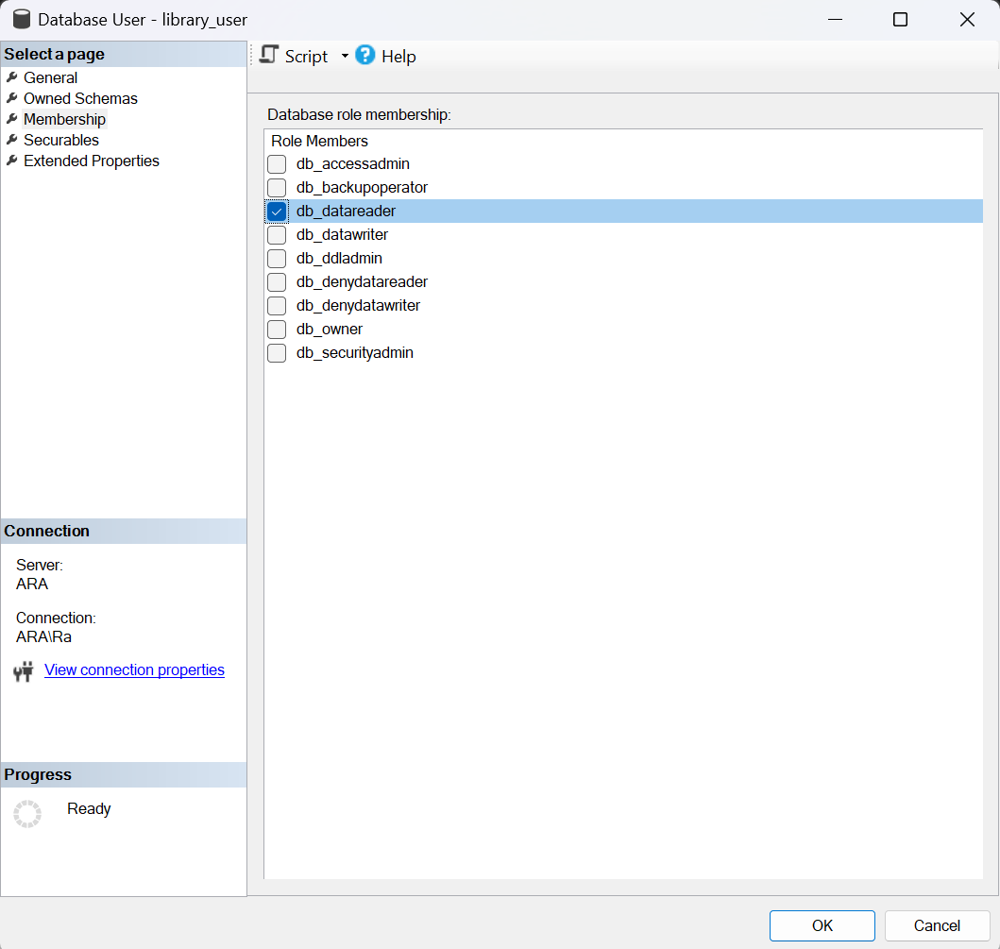 Database User - library_user
Select a page
General
Owned Schemas
Membership
Securables
Extended Properties
Script
Help
Database role membership:
Role Members
db_accessadmin
db_backupoperator
db_datareader
db_datawriter
db_ddladmin
db_denydatareader
db_denydatawriter
db_owner
db_securityadmin
Connection
Server:
ARA
Connection:
ARA\Ra
View connection properties
Progress
Ready
OK
Cancel